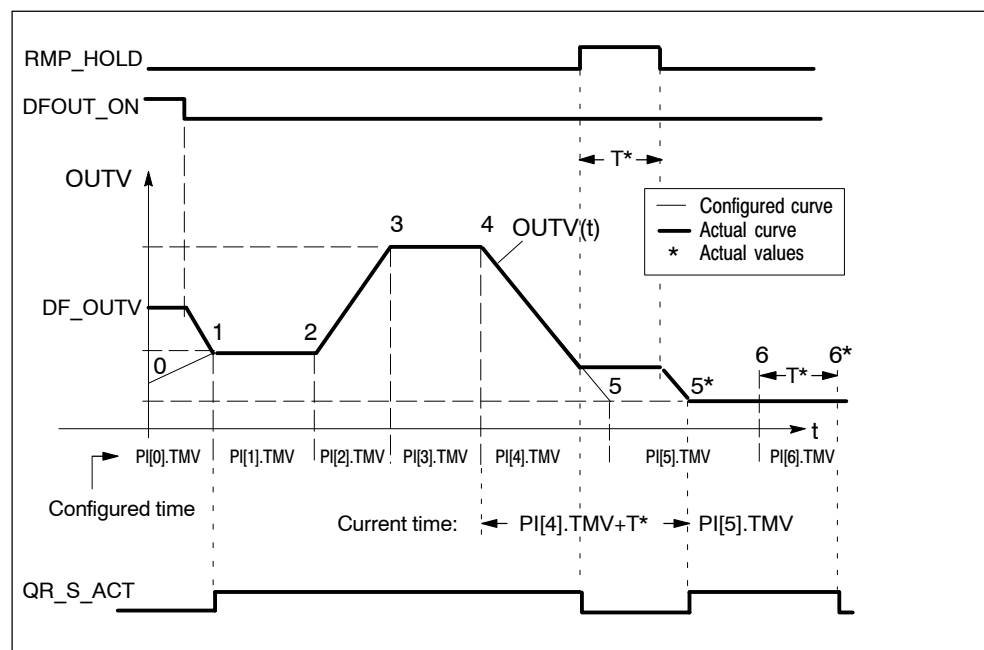 RMP_HOLD
DFOUT_ON
T*
OUTV
3
4
OUTV(t)
Configured curve
Actual curve
* Actual values
DF_OUTV
1
2
0
5
5*
6
6*
T*
t
PI[0].TMV
PI[1].TMV
PI[2].TMV
PI[3].TMV
PI[4].TMV
PI[5].TMV
PI[6].TMV
Configured time
Current time:
PI[4].TMV+T*
PI[5].TMV
QR_S_ACT